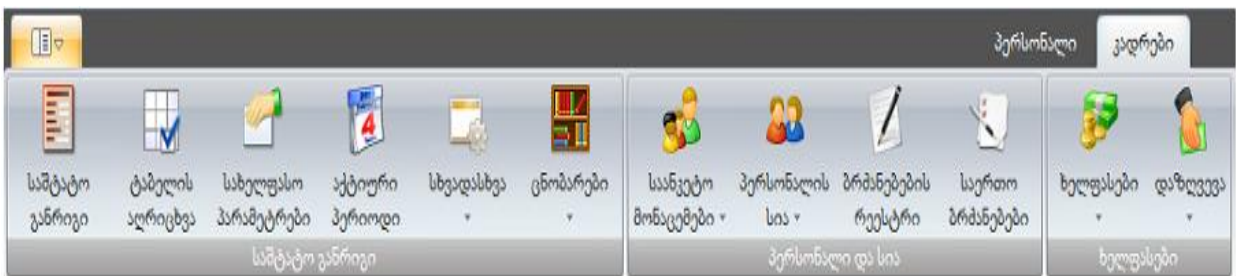 პერსონალი კადრები
საშტატო განრიგი
ტაბელის აღრიცხვა
სახელფასო პარამეტრები
აქტიური პერიოდი
სხვადასხვა
ცნობარები
საშტატო განრიგი
საანკეტო მონაცემები
პერსონალის სია
ბრძანებების რეესტრი
საერთო ბრძანებები
პერსონალი და სია
ხელფასები
დაზღვევა
ხელფასები